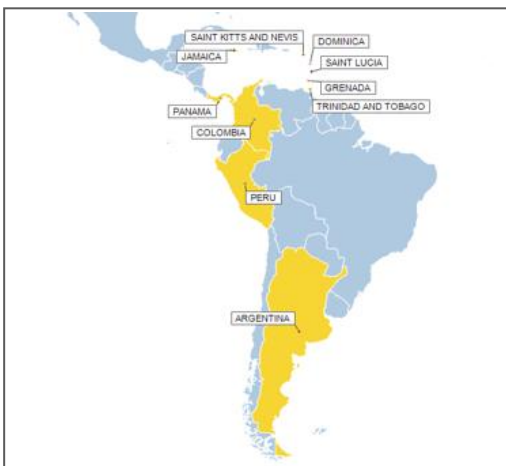 SAINT KITTS AND NEVIS
DOMINICA
JAMAICA
SAINT LUCIA
GRENADA
PANAMA
TRINIDAD AND TOBAGO
COLOMBIA
PERU
ARGENTINA